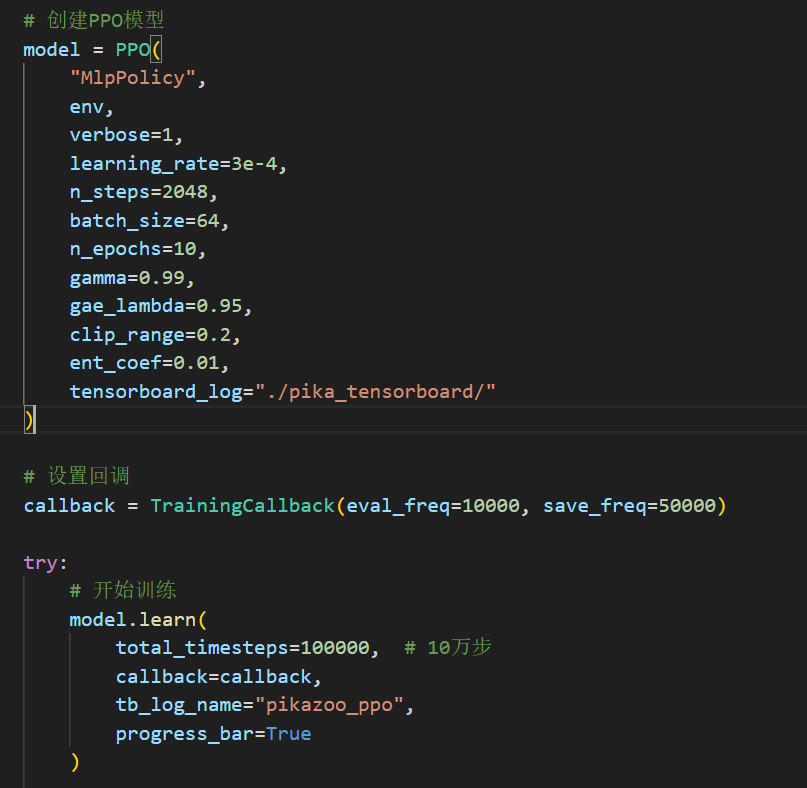 # 创建PPO模型
model = PPO(
    "MlpPolicy",
    env,
    verbose=1,
    learning_rate=3e-4,
    n_steps=2048,
    batch_size=64,
    n_epochs=10,
    gamma=0.99,
    gae_lambda=0.95,
    clip_range=0.2,
    ent_coef=0.01,
    tensorboard_log="./pika_tensorboard/"
)
# 设置回调
callback = TrainingCallback(eval_freq=10000, save_freq=50000)
try:
    # 开始训练
    model.learn(
        total_timesteps=100000,  # 10万步
        callback=callback,
        tb_log_name="pikazoo_ppo",
        progress_bar=True
    )